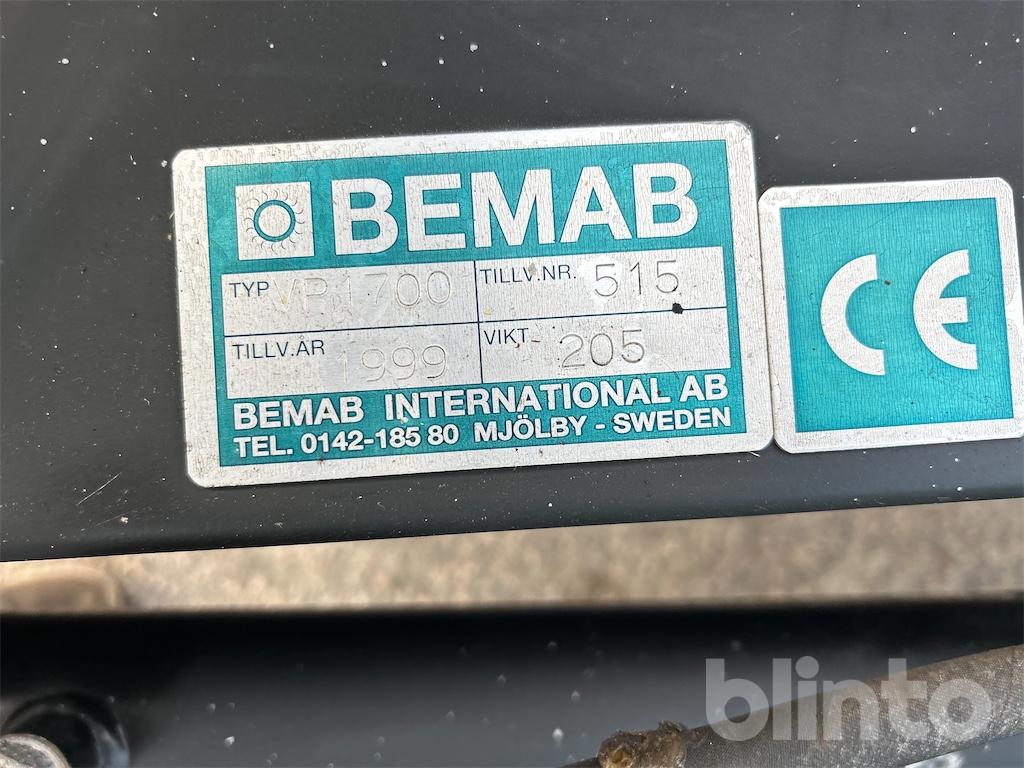 BEMAB
TYP VP1700 TILLV.NR. 515
TILLV.ÅR 1999 VIKT 205
BEMAB INTERNATIONAL AB
TEL. 0142-185 80 MJÖLBY - SWEDEN
CE
blinto